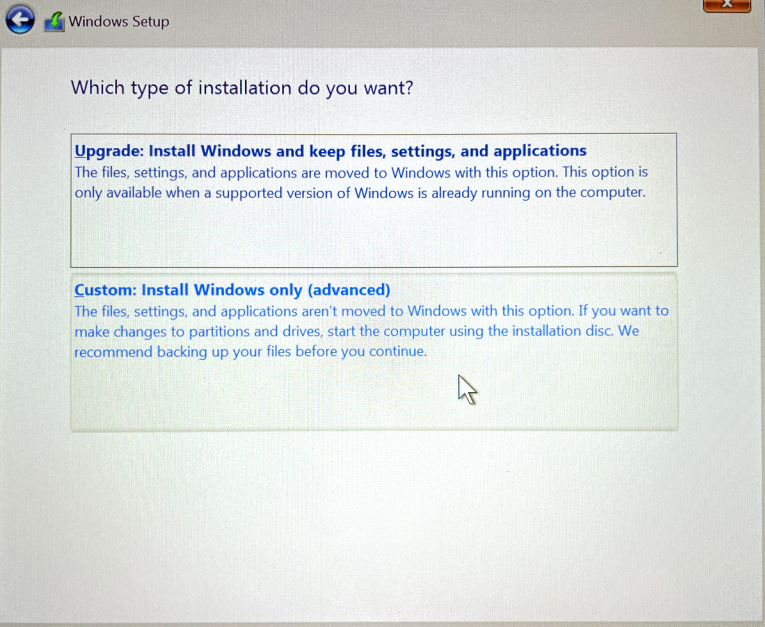 Windows Setup
Which type of installation do you want?
Upgrade: Install Windows and keep files, settings, and applications
The files, settings, and applications are moved to Windows with this option. This option is
only available when a supported version of Windows is already running on the computer.
Custom: Install Windows only (advanced)
The files, settings, and applications aren't moved to Windows with this option. If you want to
make changes to partitions and drives, start the computer using the installation disc. We
recommend backing up your files before you continue.